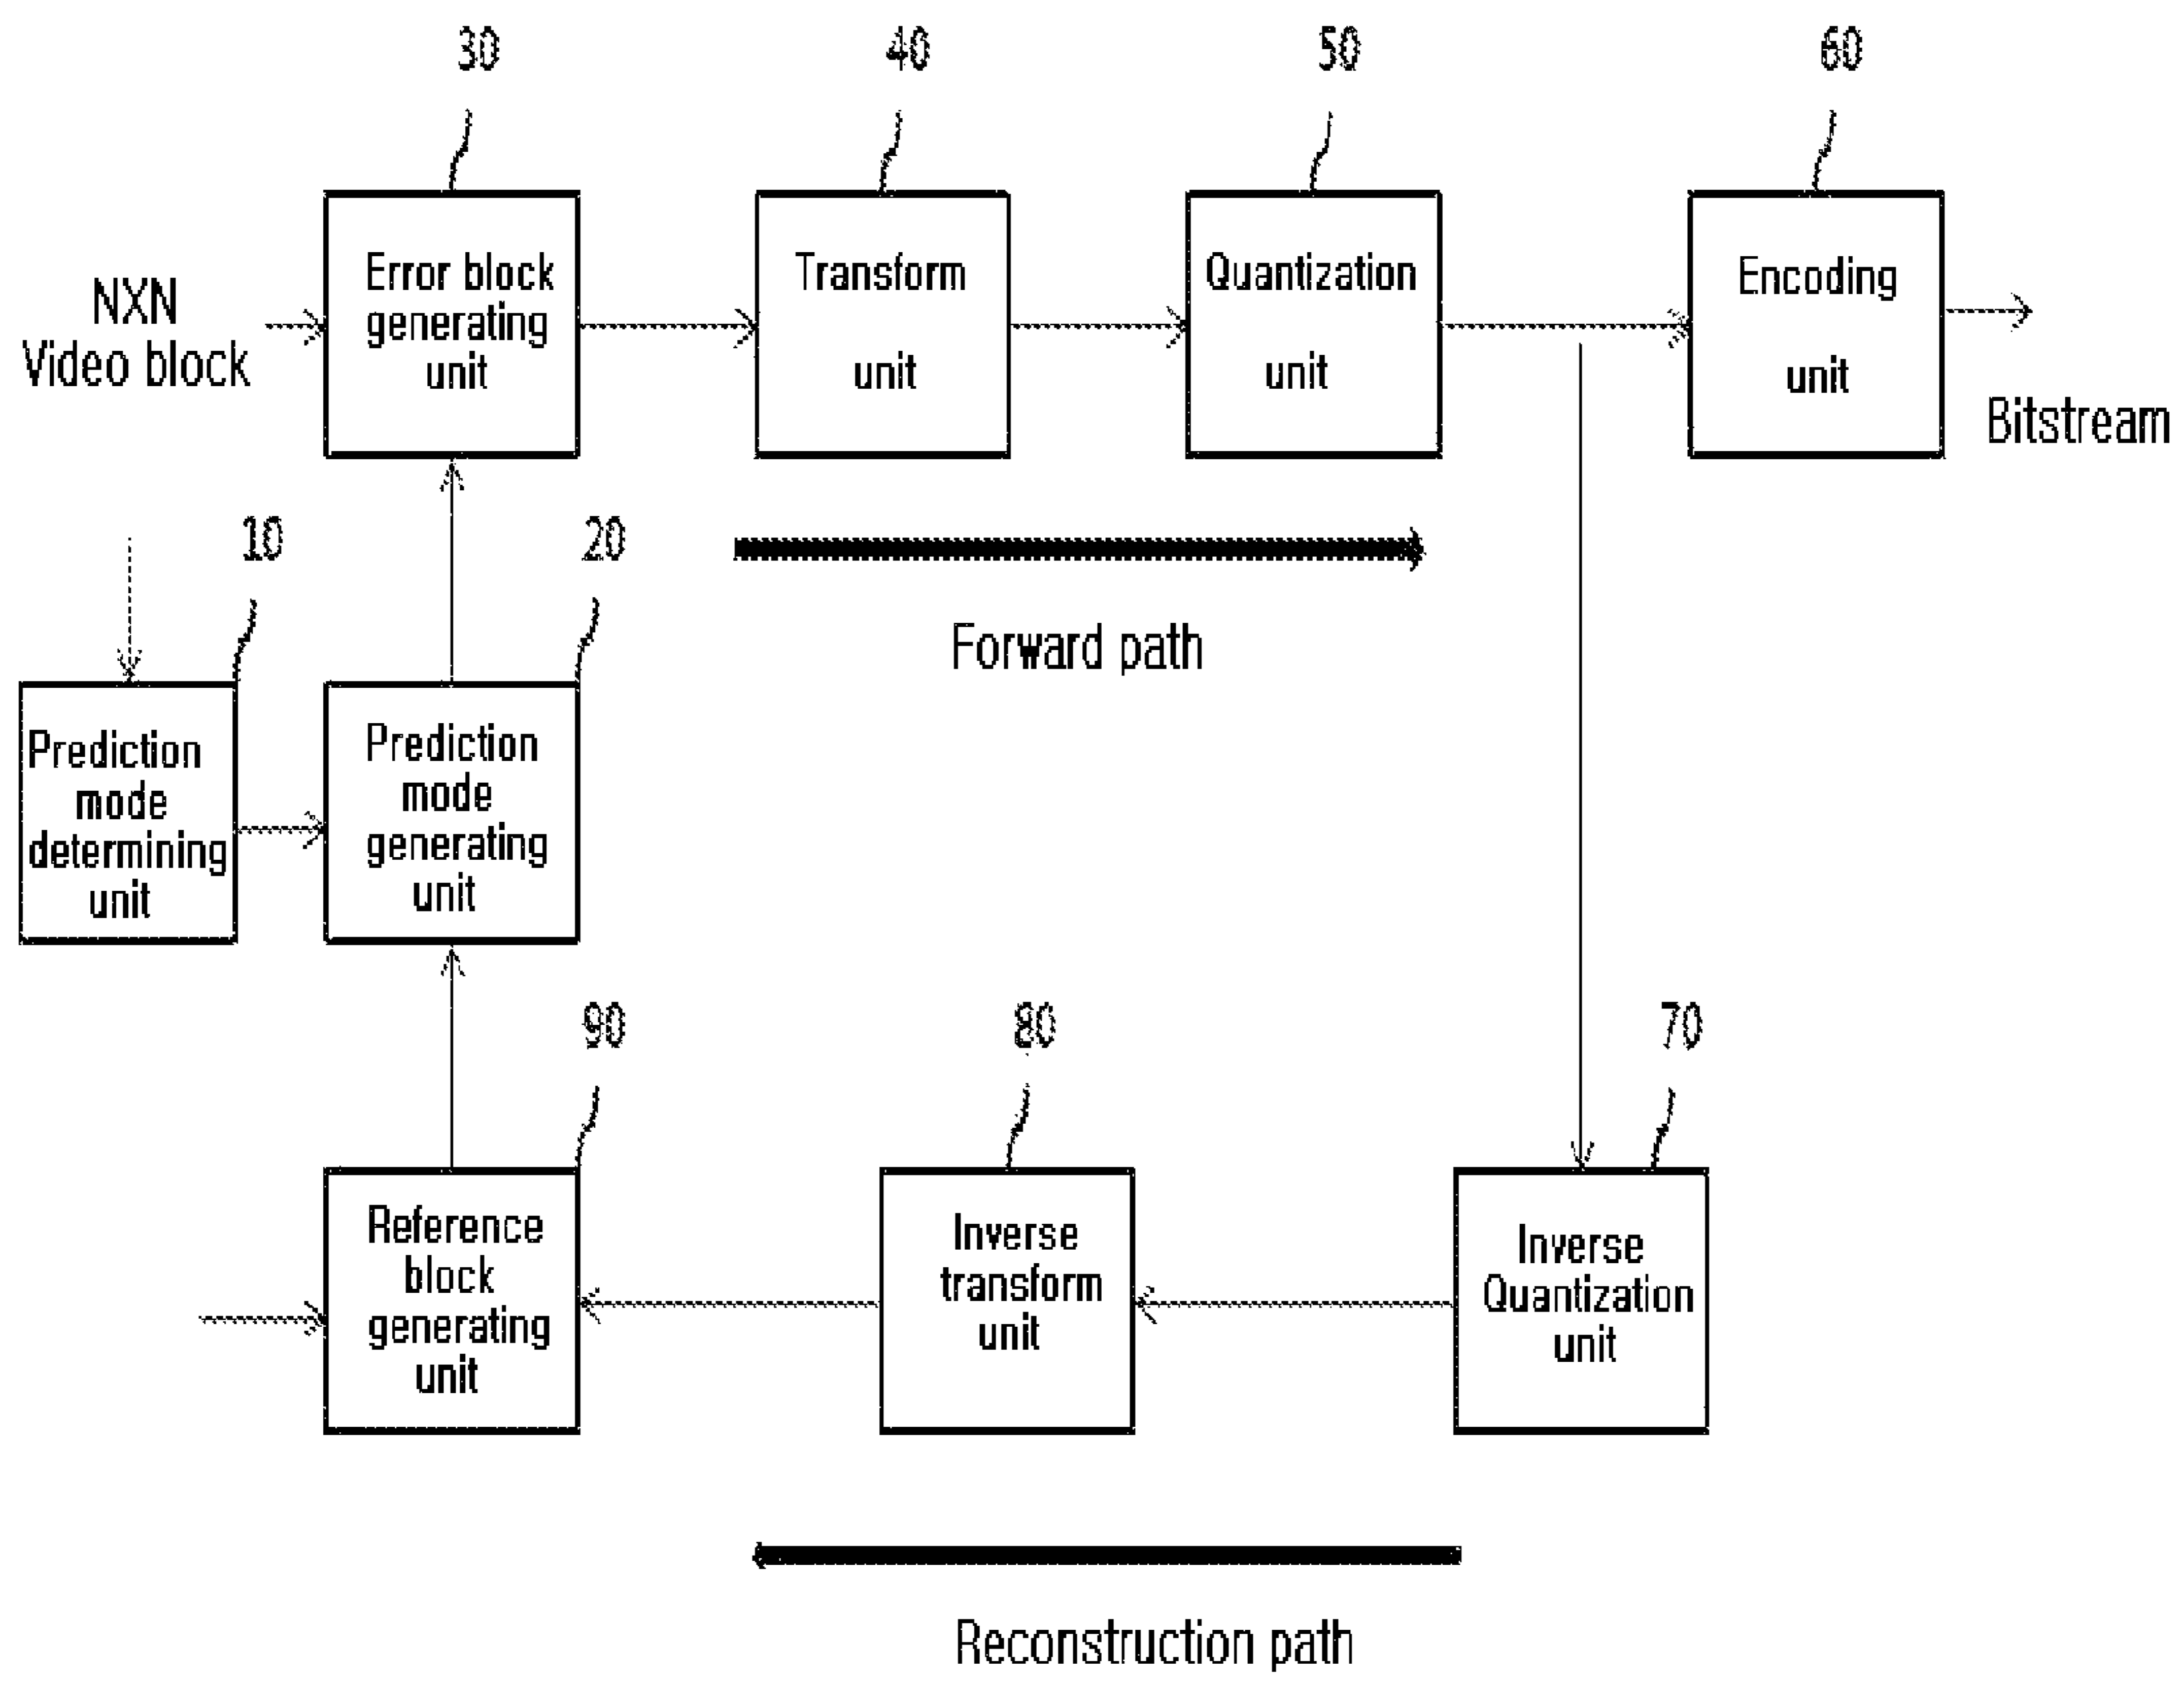 30
40
50
60
NXN
Video block
Error block
generating
unit
Transform
unit
Quantization
unit
Encoding
unit
Bitstream
10
20
Forward path
Prediction
mode
determining
unit
Prediction
mode
generating
unit
90
80
70
Reference
block
generating
unit
Inverse
transform
unit
Inverse
Quantization
unit
Reconstruction path